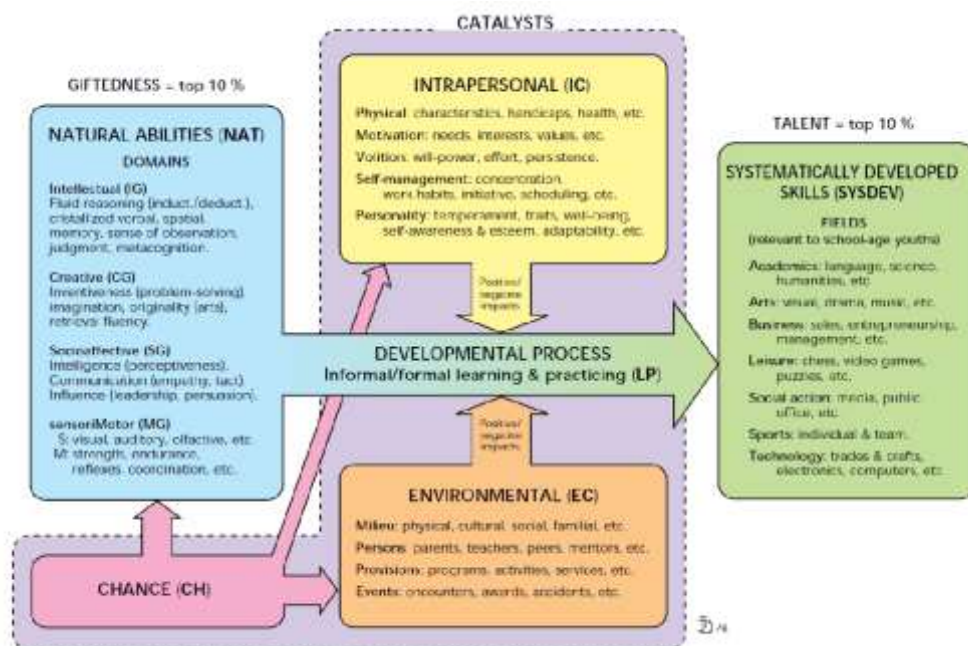 CATALYSTS
GIFTEDNESS = top 10 %
NATURAL ABILITIES (NAT)
DOMAINS
Intellectual (IG)
Fluid reasoning (induct./deduct.),
cristallized verbal, spatial,
memory, sense of observation,
judgment, metacognition.
Creative (CG)
Inventiveness (problem-solving)
imagination, originality (arts),
retrieval fluency.
Socioaffective (SG)
Intelligence (perceptiveness).
Communication (empathy, tact)
Influence (leadership, persuasion).
sensoriMotor (MG)
S: visual, auditory, olfactive, etc
M: strength, endurance,
reflexes, coordination, etc.
INTRAPERSONAL (IC)
Physical: characteristics, handicaps, health, etc.
Motivation: needs, interests, values, etc.
Volition: will-power, effort, persistence.
Self-management: concentration,
work habits, initiative, scheduling, etc.
Personality: temperament, traits, well-being,
self-awareness & esteem, adaptability, etc.
Positive/
negative
impacts
DEVELOPMENTAL PROCESS
Informal/formal learning & practicing (LP)
Positive/
negative
impacts
ENVIRONMENTAL (EC)
Milieu: physical, cultural, social, familial, etc.
Persons: parents, teachers, peers, mentors, etc.
Provisions: programs, activities, services, etc.
Events: encounters, awards, accidents, etc.
CHANCE (CH)
TALENT = top 10 %
SYSTEMATICALLY DEVELOPED
SKILLS (SYSDEV)
FIELDS
(relevant to school-age youths)
Academics: language, science,
humanities, etc
Arts: visual, drama, music, etc.
Business: sales, entrepreneurship,
management, etc.
Leisure: chess, video games,
puzzles, etc.
Social action: media, public
office, etc.
Sports: individual & team.
Technology: trades & crafts,
electronics, computers, etc